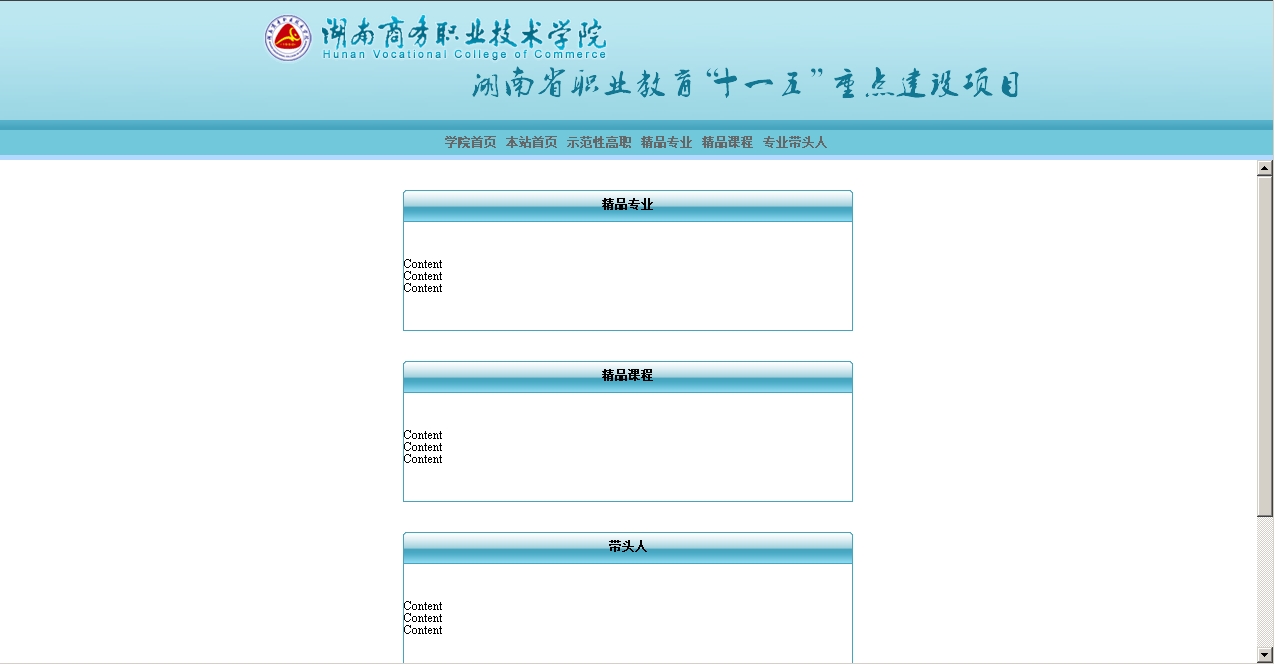 湖南商务职业技术学院
Hunan Vocational College of Commerce
湖南省职业教育“十一五”重点建设项目
学院首页 本站首页 示范性高职 精品专业 精品课程 专业带头人
精品专业
Content
Content
Content
精品课程
Content
Content
Content
带头人
Content
Content
Content